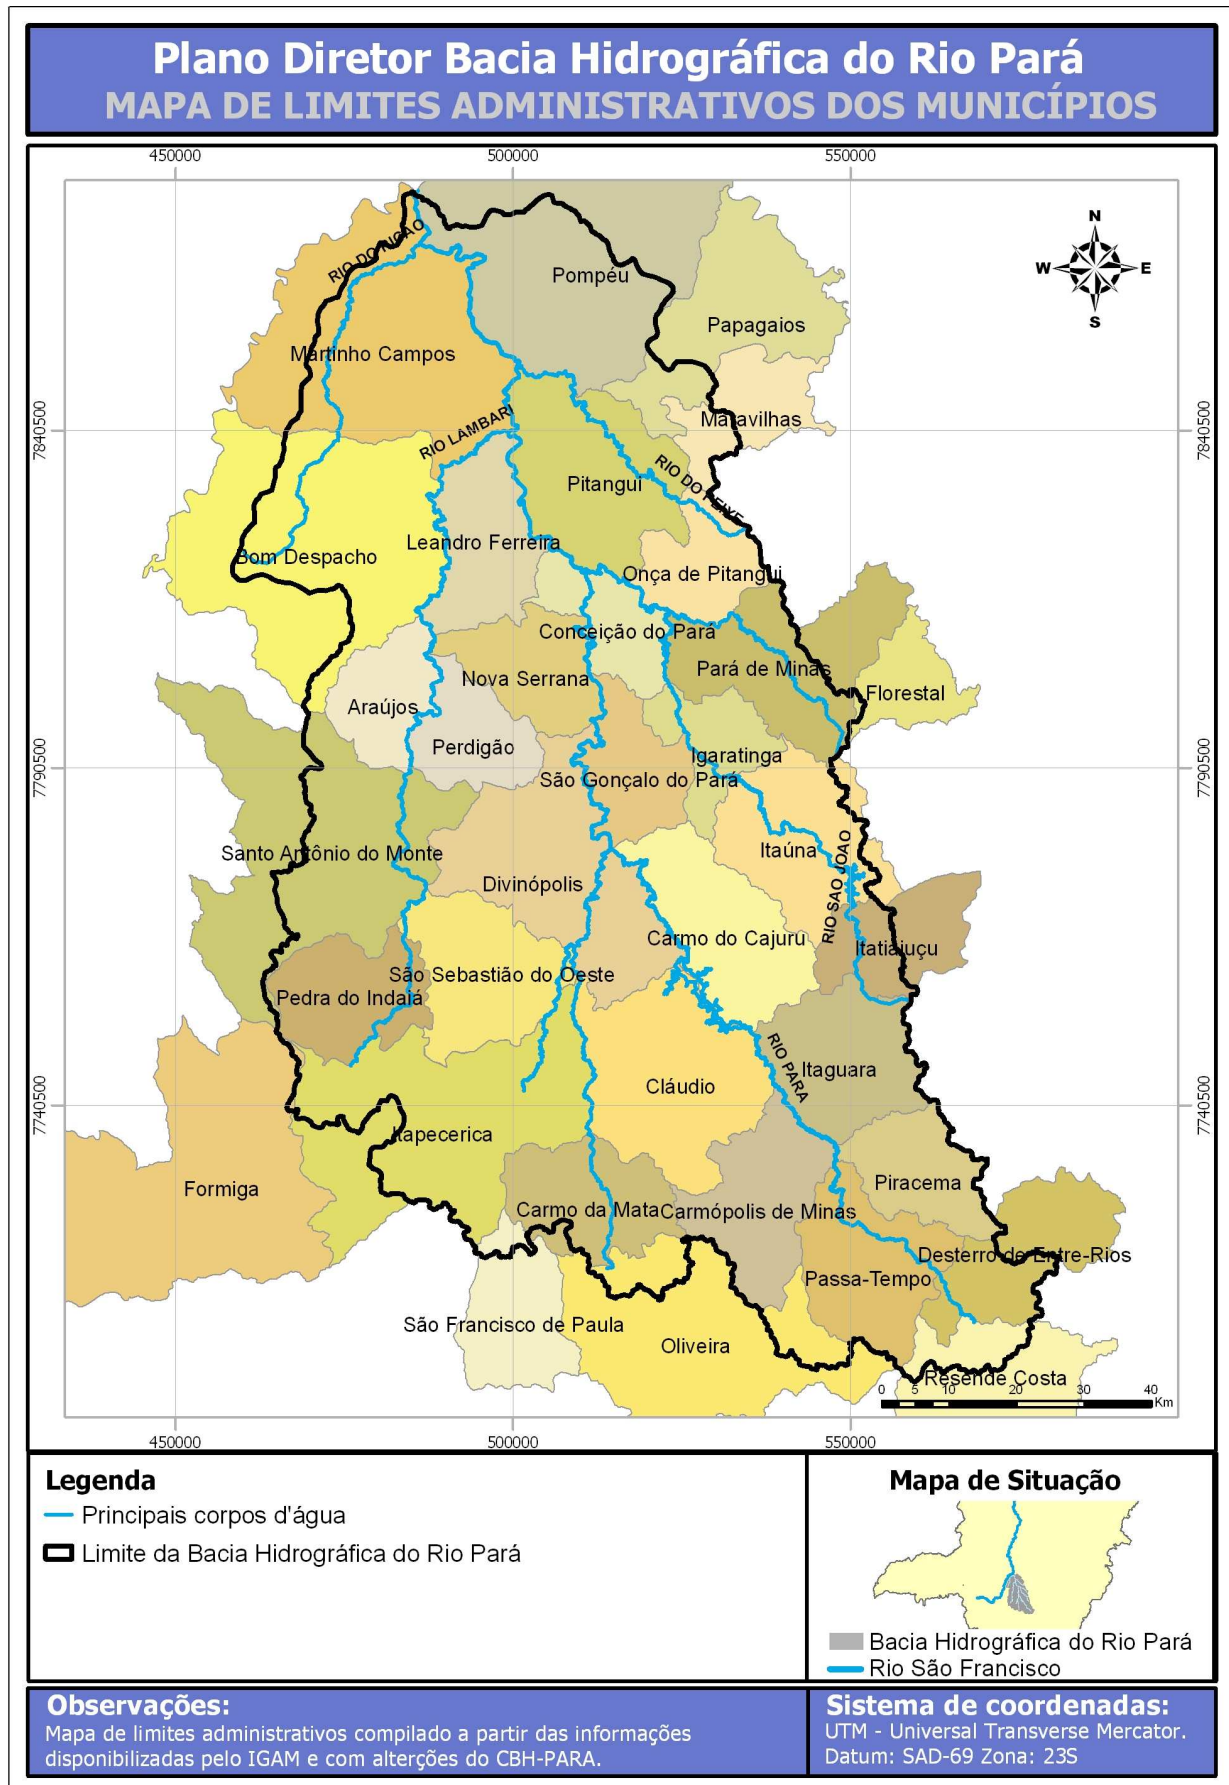 Plano Diretor Bacia Hidrográfica do Rio Pará
MAPA DE LIMITES ADMINISTRATIVOS DOS MUNICÍPIOS
450000
500000
550000
N
W
E
S
7840500
7840500
7790500
7790500
7740500
7740500
RIO DO PICÃO
Pompéu
Papagaios
Martinho Campos
Maravilhas
RIO LAMBARI
RIO DO PEIXE
Pitangui
Leandro Ferreira
Bom Despacho
Onça de Pitangui
Conceição do Pará
Pará de Minas
Nova Serrana
Florestal
Araújos
Perdigão
Igaratinga
São Gonçalo do Pará
Itaúna
Santo Antônio do Monte
RIO SAO JOAO
Divinópolis
Carmo do Cajuru
Itatiaiuçu
São Sebastião do Oeste
Pedra do Indaiá
RIO PARA
Itaguara
Cláudio
Itapecerica
Formiga
Piracema
Carmo da Mata
Carmópolis de Minas
Desterro de Entre-Rios
Passa-Tempo
São Francisco de Paula
Oliveira
Resende Costa
0 5 10 20 30 40
Km
450000
500000
550000
Legenda
Principais corpos d'água
Limite da Bacia Hidrográfica do Rio Pará
Mapa de Situação
Bacia Hidrográfica do Rio Pará
Rio São Francisco
Observações:
Mapa de limites administrativos compilado a partir das informações
disponibilizadas pelo IGAM e com alterções do CBH-PARA.
Sistema de coordenadas:
UTM - Universal Transverse Mercator.
Datum: SAD-69 Zona: 23S